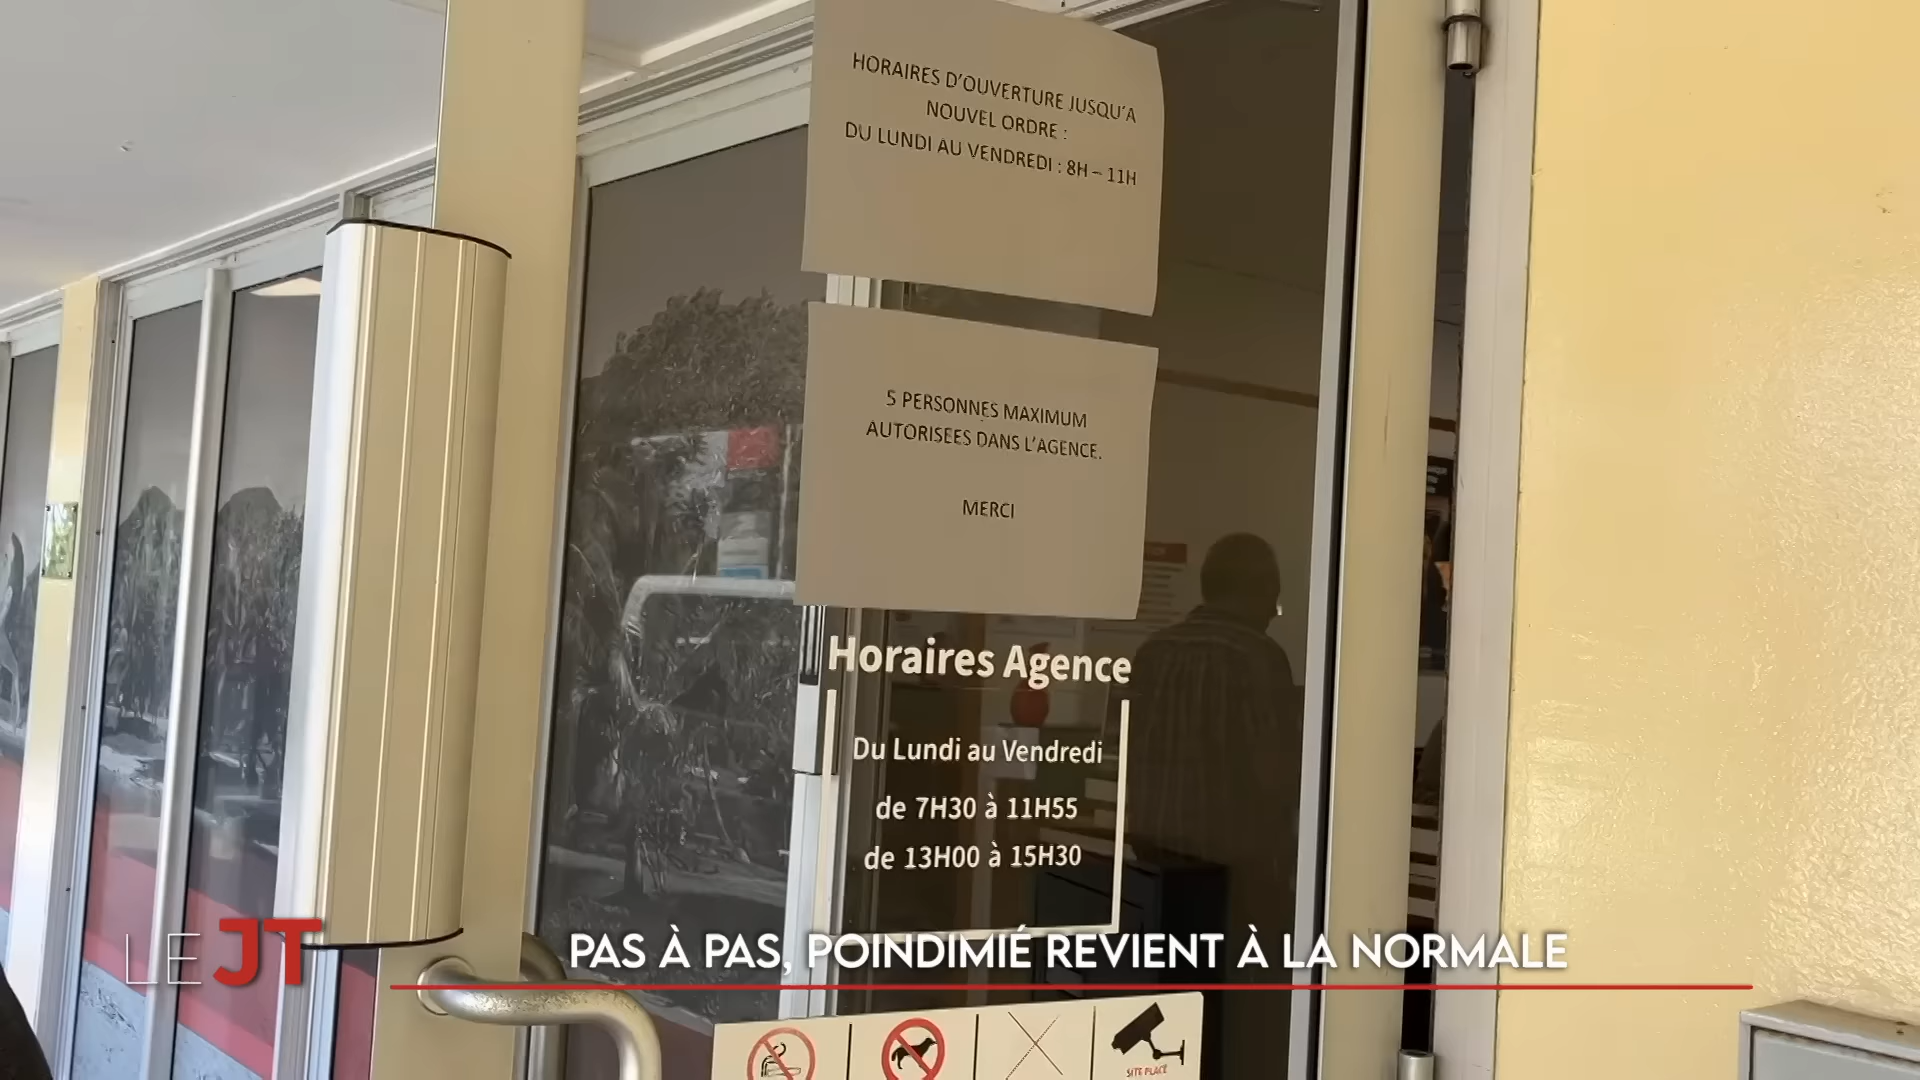 HORAIRES D'OUVERTURE JUSQU'A
NOUVEL ORDRE :
DU LUNDI AU VENDREDI : 8H – 11H
5 PERSONNES MAXIMUM
AUTORISEES DANS L'AGENCE.
MERCI
Horaires Agence
Du Lundi au Vendredi
de 7H30 à 11H55
de 13H00 à 15H30
LE JT
PAS À PAS, POINDIMIÉ REVIENT À LA NORMALE
SITE PLACÉ